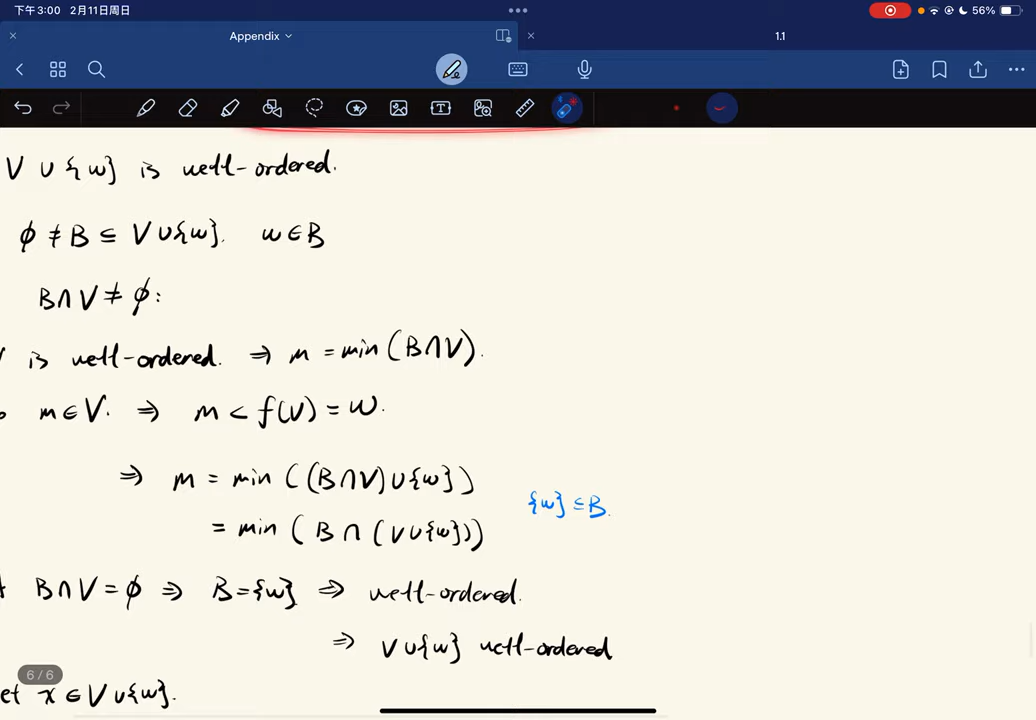 下午3:00 2月11日周日
56%
Appendix
1.1
V ∪ {w} is well-ordered.
ϕ ≠ B ⊆ V∪{w}. w∈B
B∩V ≠ ϕ:
is well-ordered. ⇒ m = min (B∩V).
m∈V. ⇒ m < f(V) = w.
⇒ m = min ((B∩V)∪{w})
{w} ⊆ B.
= min (B∩(V∪{w}))
B∩V = ϕ ⇒ B={w} ⇒ well-ordered.
⇒ V∪{w} well-ordered
6/6
et x ∈ V∪{w}.